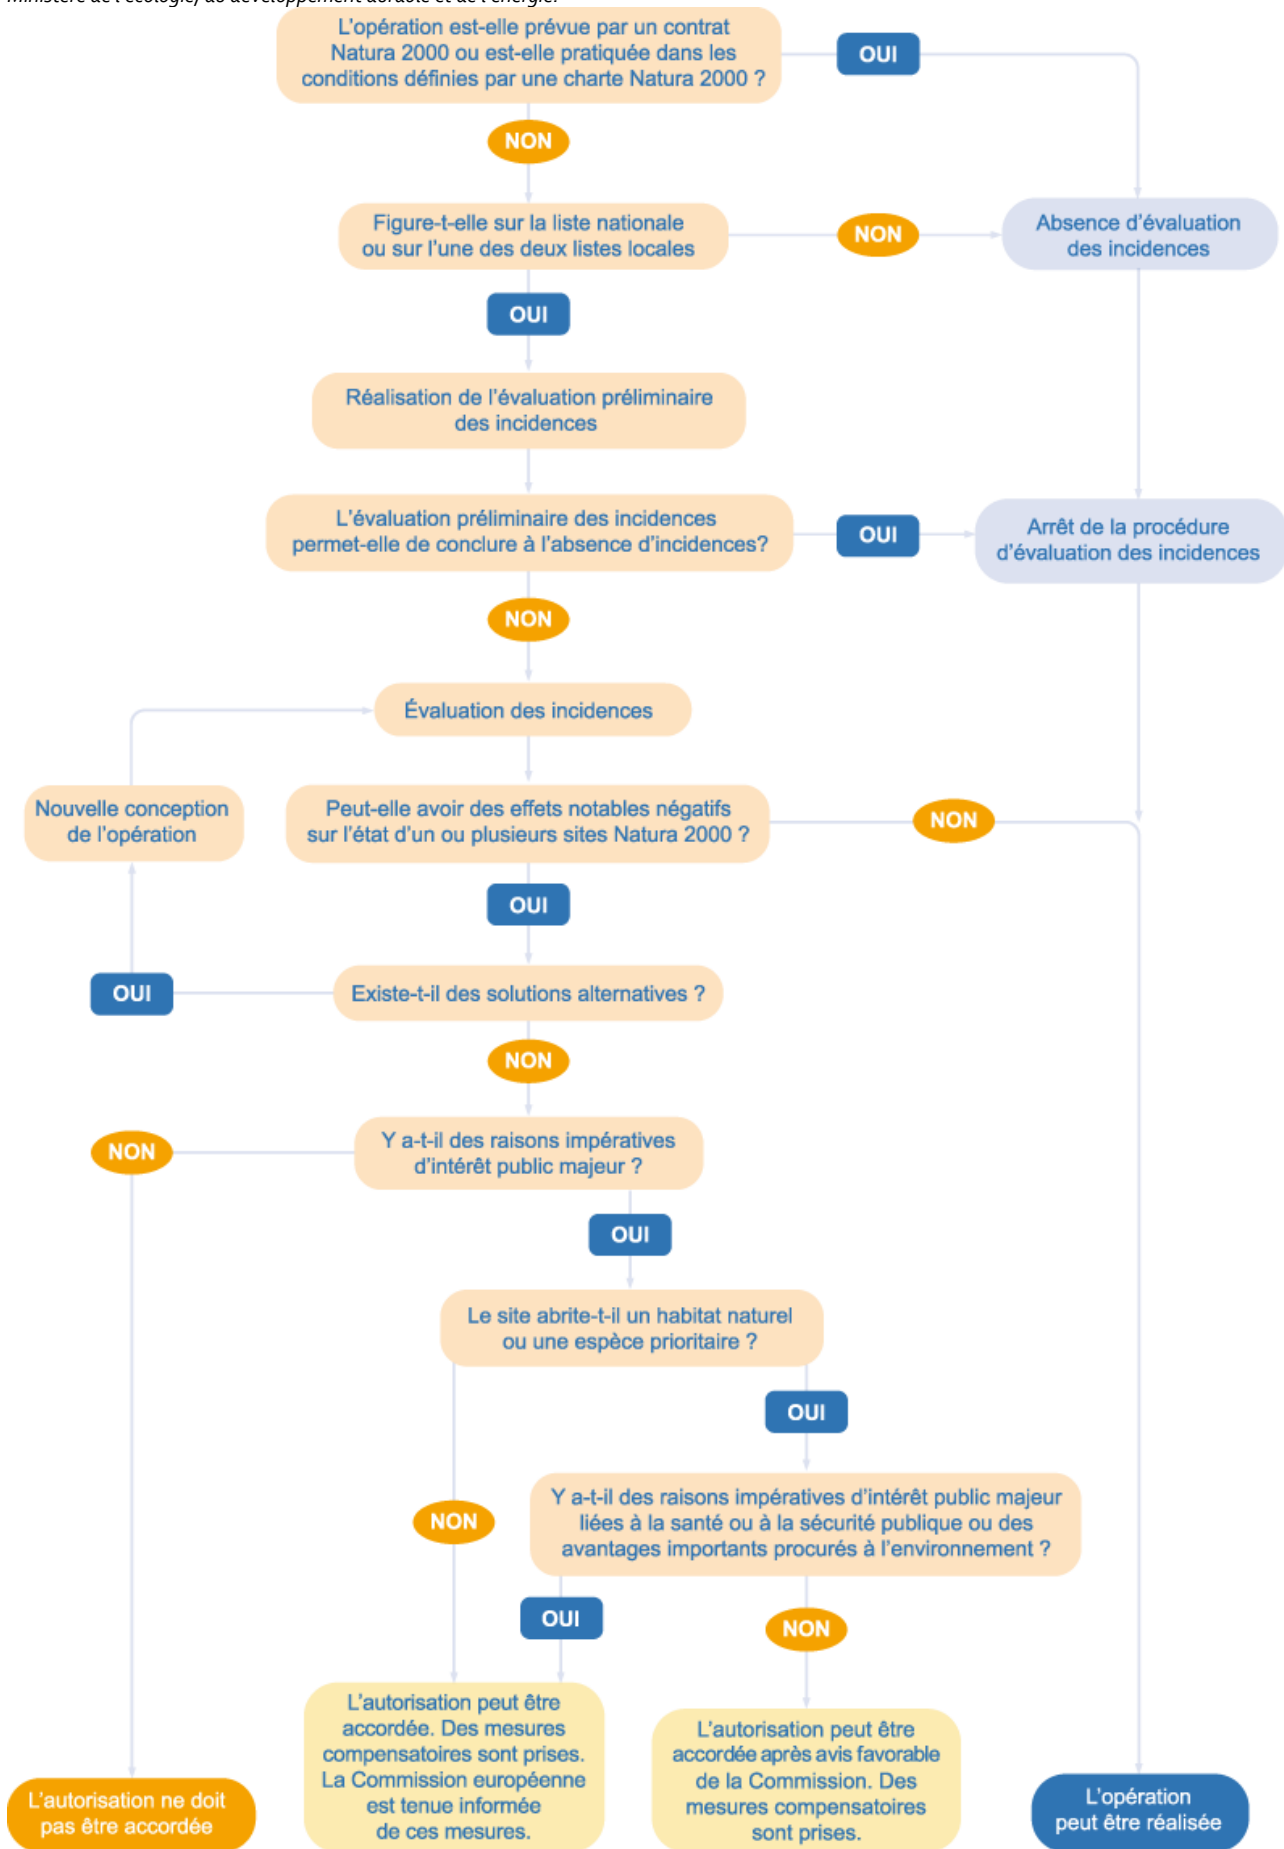 ministère de l'écologie, du développement durable et de l'énergie.
L'opération est-elle prévue par un contrat
Natura 2000 ou est-elle pratiquée dans les
conditions définies par une charte Natura 2000 ?
OUI
NON
Figure-t-elle sur la liste nationale
ou sur l'une des deux listes locales
NON
Absence d'évaluation
des incidences
OUI
Réalisation de l'évaluation préliminaire
des incidences
L'évaluation préliminaire des incidences
permet-elle de conclure à l'absence d'incidences?
OUI
Arrêt de la procédure
d'évaluation des incidences
NON
Évaluation des incidences
Nouvelle conception
de l'opération
Peut-elle avoir des effets notables négatifs
sur l'état d'un ou plusieurs sites Natura 2000 ?
NON
OUI
OUI
Existe-t-il des solutions alternatives ?
NON
NON
Y a-t-il des raisons impératives
d'intérêt public majeur ?
OUI
Le site abrite-t-il un habitat naturel
ou une espèce prioritaire ?
OUI
NON
Y a-t-il des raisons impératives d'intérêt public majeur
liées à la santé ou à la sécurité publique ou des
avantages importants procurés à l'environnement ?
OUI
NON
L'autorisation ne doit
pas être accordée
L'autorisation peut être
accordée. Des mesures
compensatoires sont prises.
La Commission européenne
est tenue informée
de ces mesures.
L'autorisation peut être
accordée après avis favorable
de la Commission. Des
mesures compensatoires
sont prises.
L'opération
peut être réalisée